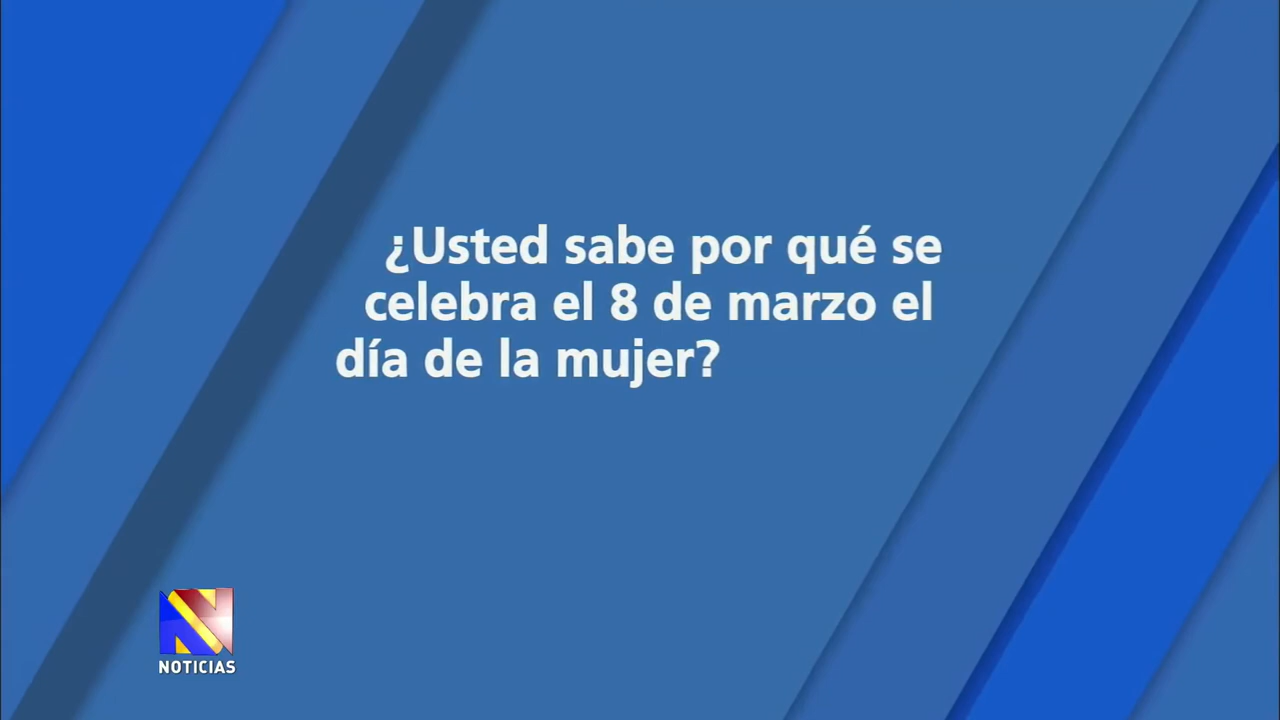 ¿Usted sabe por qué se
celebra el 8 de marzo el
día de la mujer?
NOTICIAS